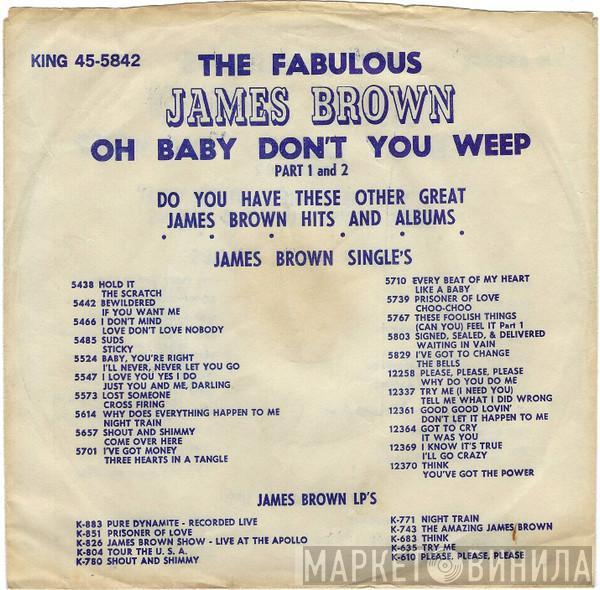 KING 45-5842
THE FABULOUS
JAMES BROWN
OH BABY DON'T YOU WEEP
PART 1 and 2
DO YOU HAVE THESE OTHER GREAT
JAMES BROWN HITS AND ALBUMS
JAMES BROWN SINGLE'S
5438 HOLD IT
THE SCRATCH
5442 BEWILDERED
IF YOU WANT ME
5466 I DON'T MIND
LOVE DON'T LOVE NOBODY
5485 SUDS
STICKY
5524 BABY, YOU'RE RIGHT
I'LL NEVER, NEVER LET YOU GO
5547 I LOVE YOU YES I DO
JUST YOU AND ME, DARLING
5573 LOST SOMEONE
CROSS FIRING
5614 WHY DOES EVERYTHING HAPPEN TO ME
NIGHT TRAIN
5657 SHOUT AND SHIMMY
COME OVER HERE
5701 I'VE GOT MONEY
THREE HEARTS IN A TANGLE
5710 EVERY BEAT OF MY HEART
LIKE A BABY
5739 PRISONER OF LOVE
CHOO-CHOO
5767 THESE FOOLISH THINGS
(CAN YOU) FEEL IT Part 1
5803 SIGNED, SEALED, & DELIVERED
WAITING IN VAIN
5829 I'VE GOT TO CHANGE
THE BELLS
12258 PLEASE, PLEASE, PLEASE
WHY DO YOU DO ME
12337 TRY ME (I NEED YOU)
TELL ME WHAT I DID WRONG
12361 GOOD GOOD LOVIN'
DON'T LET IT HAPPEN TO ME
12364 GOT TO CRY
IT WAS YOU
12369 I KNOW IT'S TRUE
I'LL GO CRAZY
12370 THINK
YOU'VE GOT THE POWER
JAMES BROWN LP'S
K-883 PURE DYNAMITE - RECORDED LIVE
K-851 PRISONER OF LOVE
K-826 JAMES BROWN SHOW - LIVE AT THE APOLLO
K-804 TOUR THE U. S. A.
K-780 SHOUT AND SHIMMY
K-771 NIGHT TRAIN
K-743 THE AMAZING JAMES BROWN
K-683 THINK
K-635 TRY ME
K-610 PLEASE, PLEASE, PLEASE
МАРКЕТ ВИНИЛА